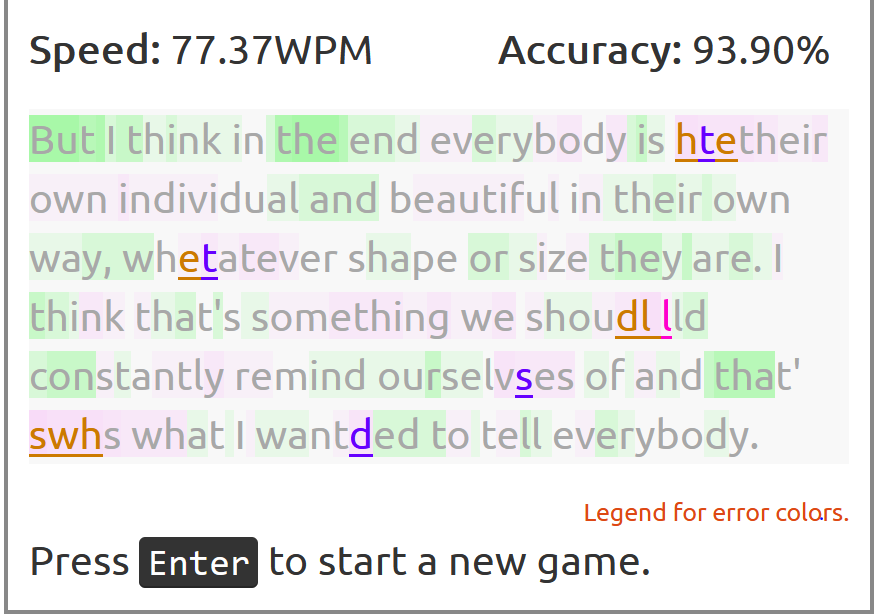 Speed: 77.37WPM Accuracy: 93.90%
But I think in the end everybody is htetheir
own individual and beautiful in their own
way, whetatever shape or size they are. I
think that's something we shoudl lld
constantly remind ourselvses of and that'
swhs what I wantded to tell everybody.
Legend for error colors.
Press Enter to start a new game.